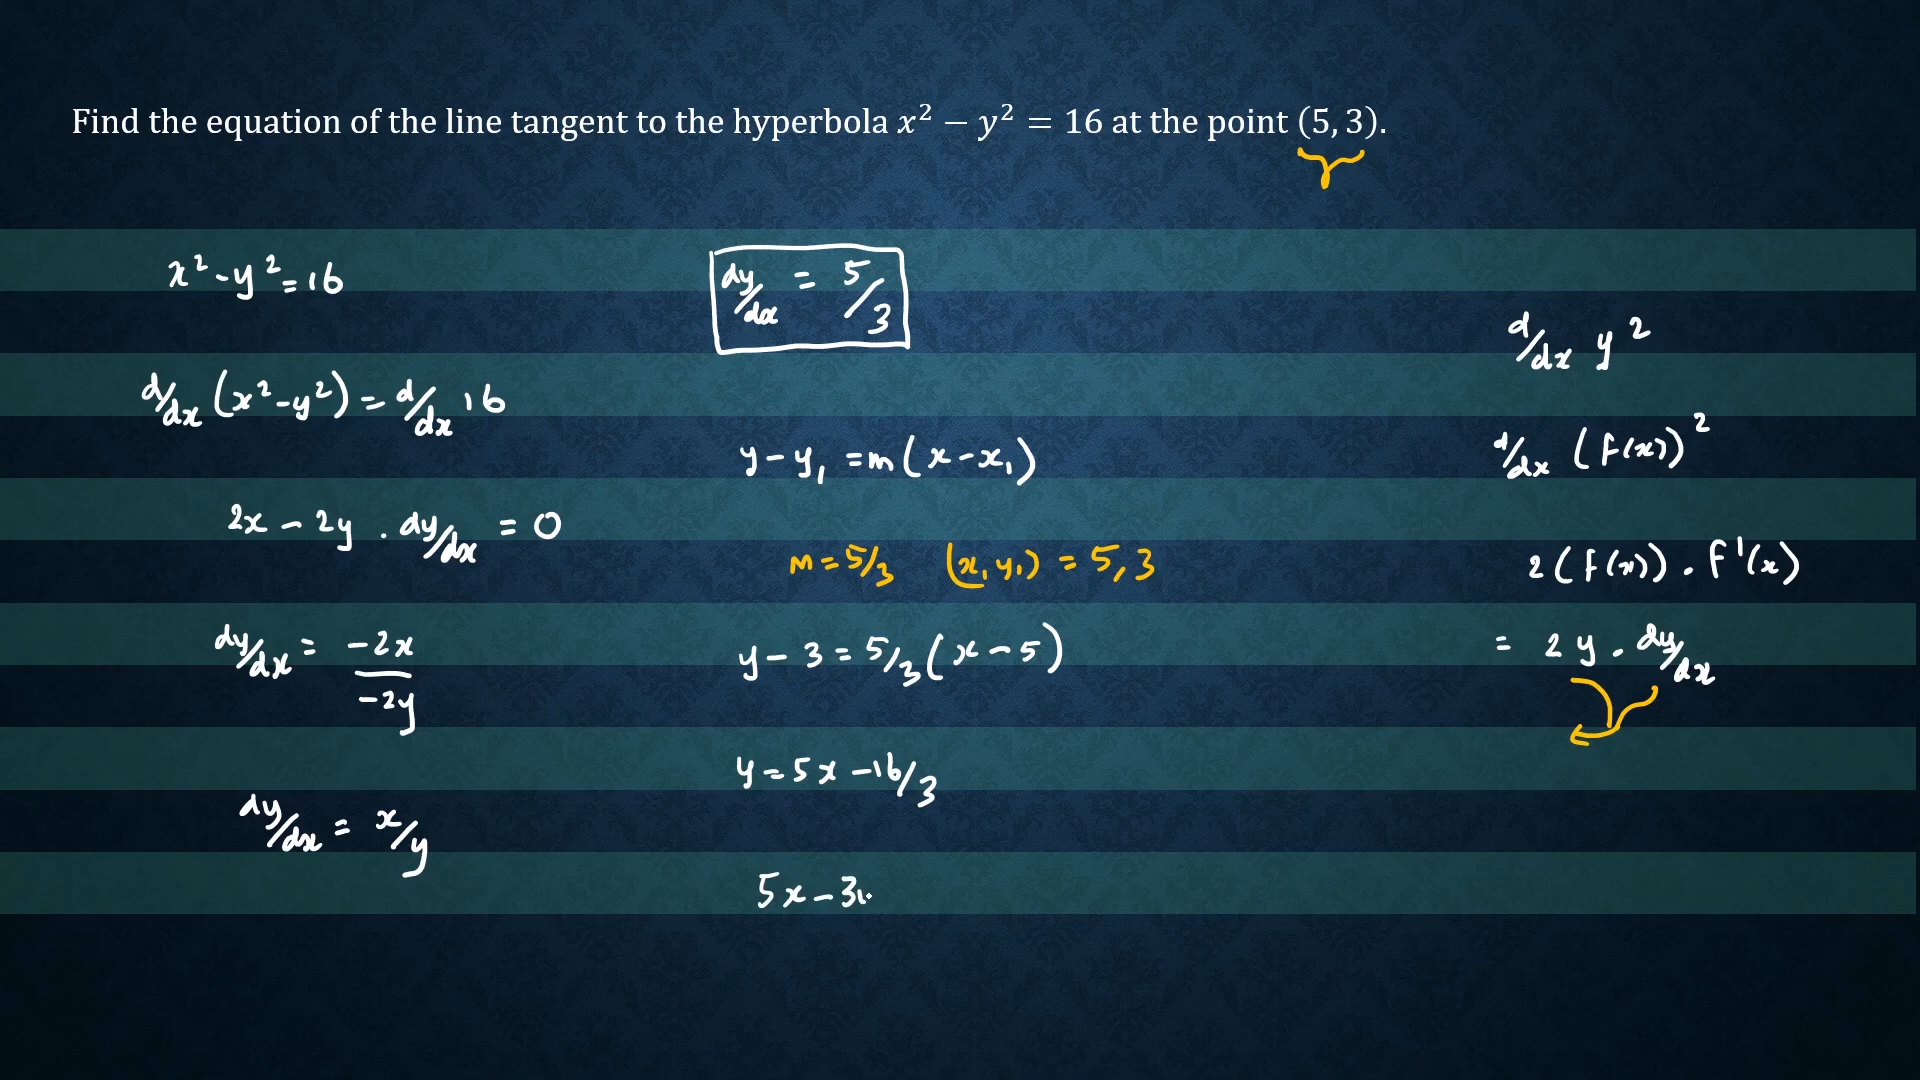 Find the equation of the line tangent to the hyperbola x² − y² = 16 at the point (5, 3).
x² - y² = 16
d/dx (x² - y²) = d/dx 16
2x - 2y . dy/dx = 0
dy/dx = -2x / -2y
dy/dx = x/y
dy/dx = 5/3
y - y₁ = m(x - x₁)
m = 5/3 (x₁ y₁) = 5, 3
y - 3 = 5/3 (x - 5)
y = 5x - 16/3
5x - 3
d/dx y²
d/dx (f(x))²
2(f(x)) . f'(x)
= 2y . dy/dx